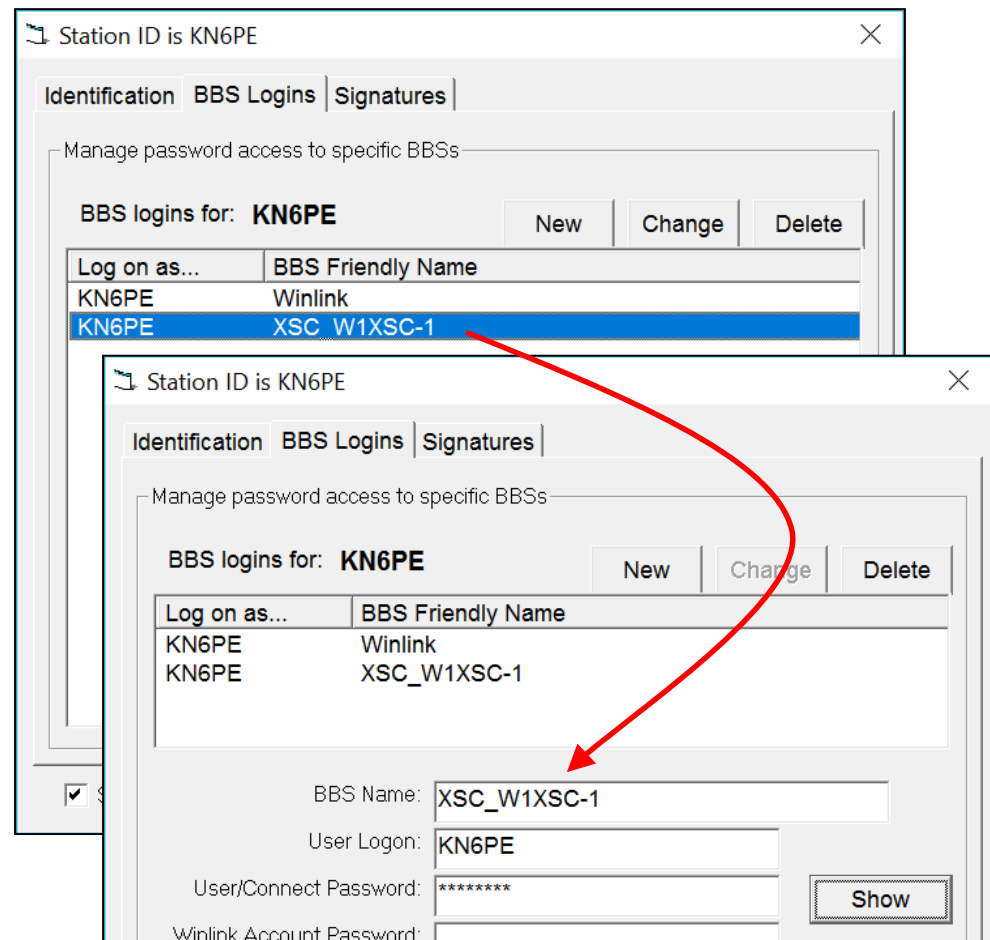 Station ID is KN6PE
Identification BBS Logins Signatures
Manage password access to specific BBSs
BBS logins for: KN6PE New Change Delete
Log on as... BBS Friendly Name
KN6PE Winlink
KN6PE XSC_W1XSC-1
Station ID is KN6PE
Identification BBS Logins Signatures
Manage password access to specific BBSs
BBS logins for: KN6PE New Change Delete
Log on as... BBS Friendly Name
KN6PE Winlink
KN6PE XSC_W1XSC-1
BBS Name: XSC_W1XSC-1
User Logon: KN6PE
User/Connect Password: ******** Show
Winlink Account Password: